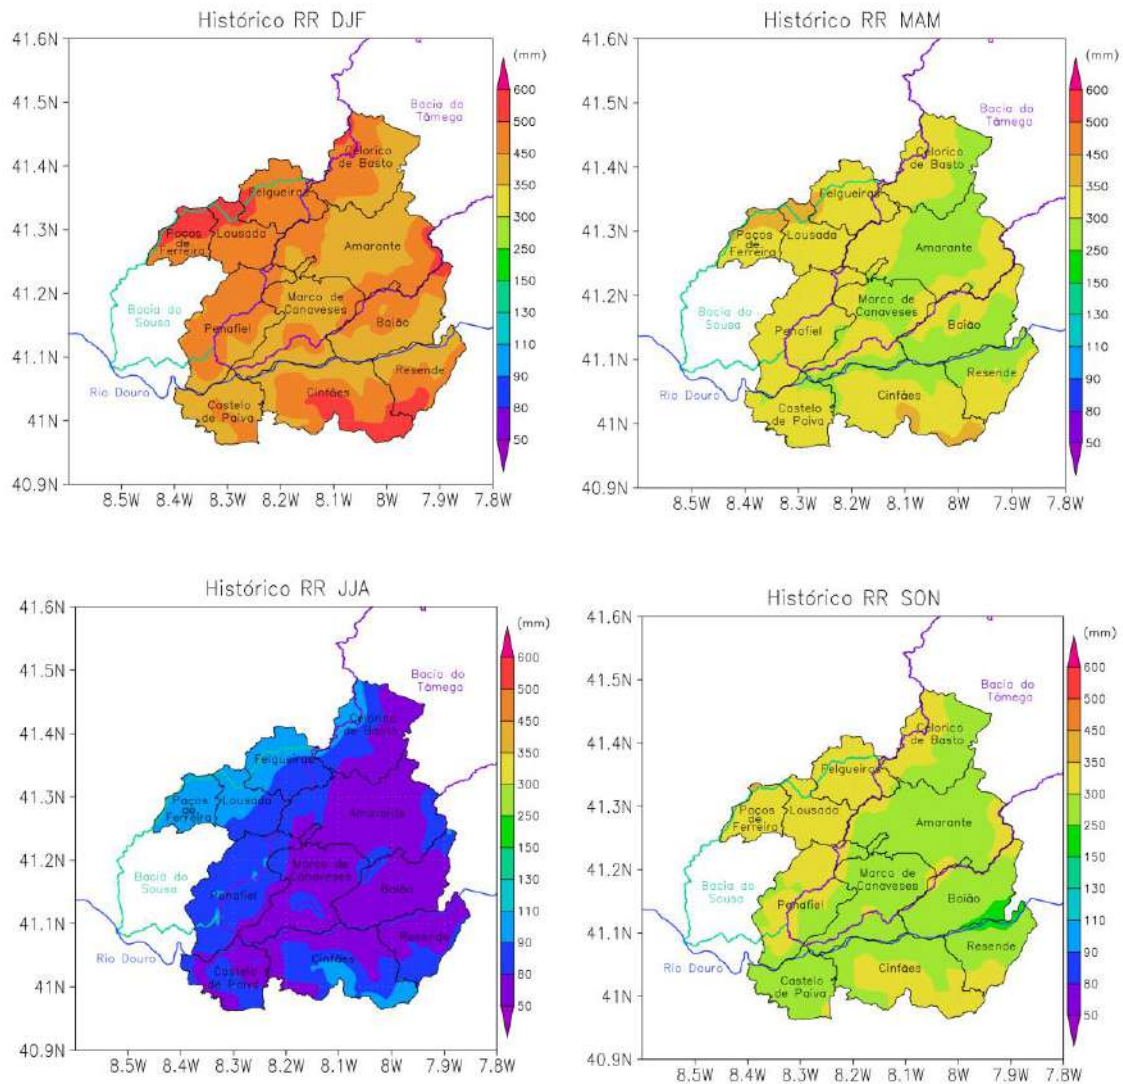 Histórico RR DJF
41.6N
41.5N
41.4N
41.3N
41.2N
41.1N
41N
40.9N
8.5W 8.4W 8.3W 8.2W 8.1W 8W 7.9W 7.8W
(mm)
600
500
450
350
300
250
150
130
110
90
80
50
Bacia do
Tâmega
Celorico
de Basto
Felgueiras
Paços
de
Ferreira
Lousada
Amarante
Marco de
Canaveses
Bacia do
Sousa
Penafiel
Baião
Rio Douro
Resende
Cinfães
Castelo
de Paiva
Histórico RR MAM
41.6N
41.5N
41.4N
41.3N
41.2N
41.1N
41N
40.9N
8.5W 8.4W 8.3W 8.2W 8.1W 8W 7.9W 7.8W
(mm)
600
500
450
350
300
250
150
130
110
90
80
50
Bacia do
Tâmega
Celorico
de Basto
Felgueiras
Paços
de
Ferreira
Lousada
Amarante
Marco de
Canaveses
Bacia do
Sousa
Penafiel
Baião
Rio Douro
Resende
Cinfães
Castelo
de Paiva
Histórico RR JJA
41.6N
41.5N
41.4N
41.3N
41.2N
41.1N
41N
40.9N
8.5W 8.4W 8.3W 8.2W 8.1W 8W 7.9W 7.8W
(mm)
600
500
450
350
300
250
150
130
110
90
80
50
Bacia do
Tâmega
Celorico
de Basto
Felgueiras
Paços
de
Ferreira
Lousada
Amarante
Marco de
Canaveses
Bacia do
Sousa
Penafiel
Baião
Rio Douro
Resende
Cinfães
Castelo
de Paiva
Histórico RR SON
41.6N
41.5N
41.4N
41.3N
41.2N
41.1N
41N
40.9N
8.5W 8.4W 8.3W 8.2W 8.1W 8W 7.9W 7.8W
(mm)
600
500
450
350
300
250
150
130
110
90
80
50
Bacia do
Tâmega
Celorico
de Basto
Felgueiras
Paços
de
Ferreira
Lousada
Amarante
Marco de
Canaveses
Bacia do
Sousa
Penafiel
Baião
Rio Douro
Resende
Cinfães
Castelo
de Paiva